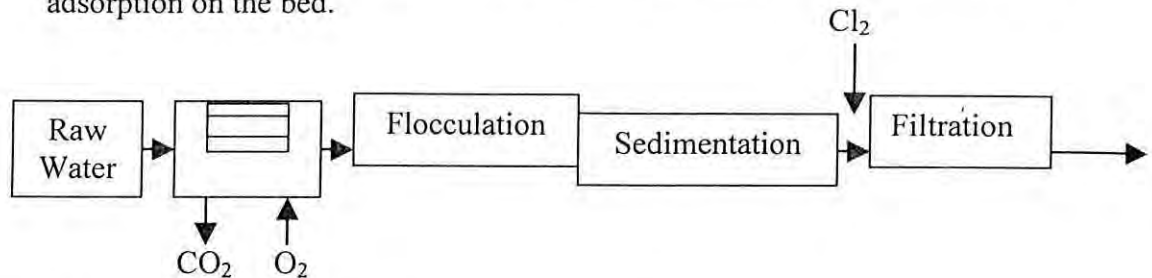 adsorption on the bed.
Cl₂
Raw
Water
Flocculation
Sedimentation
Filtration
CO₂
O₂